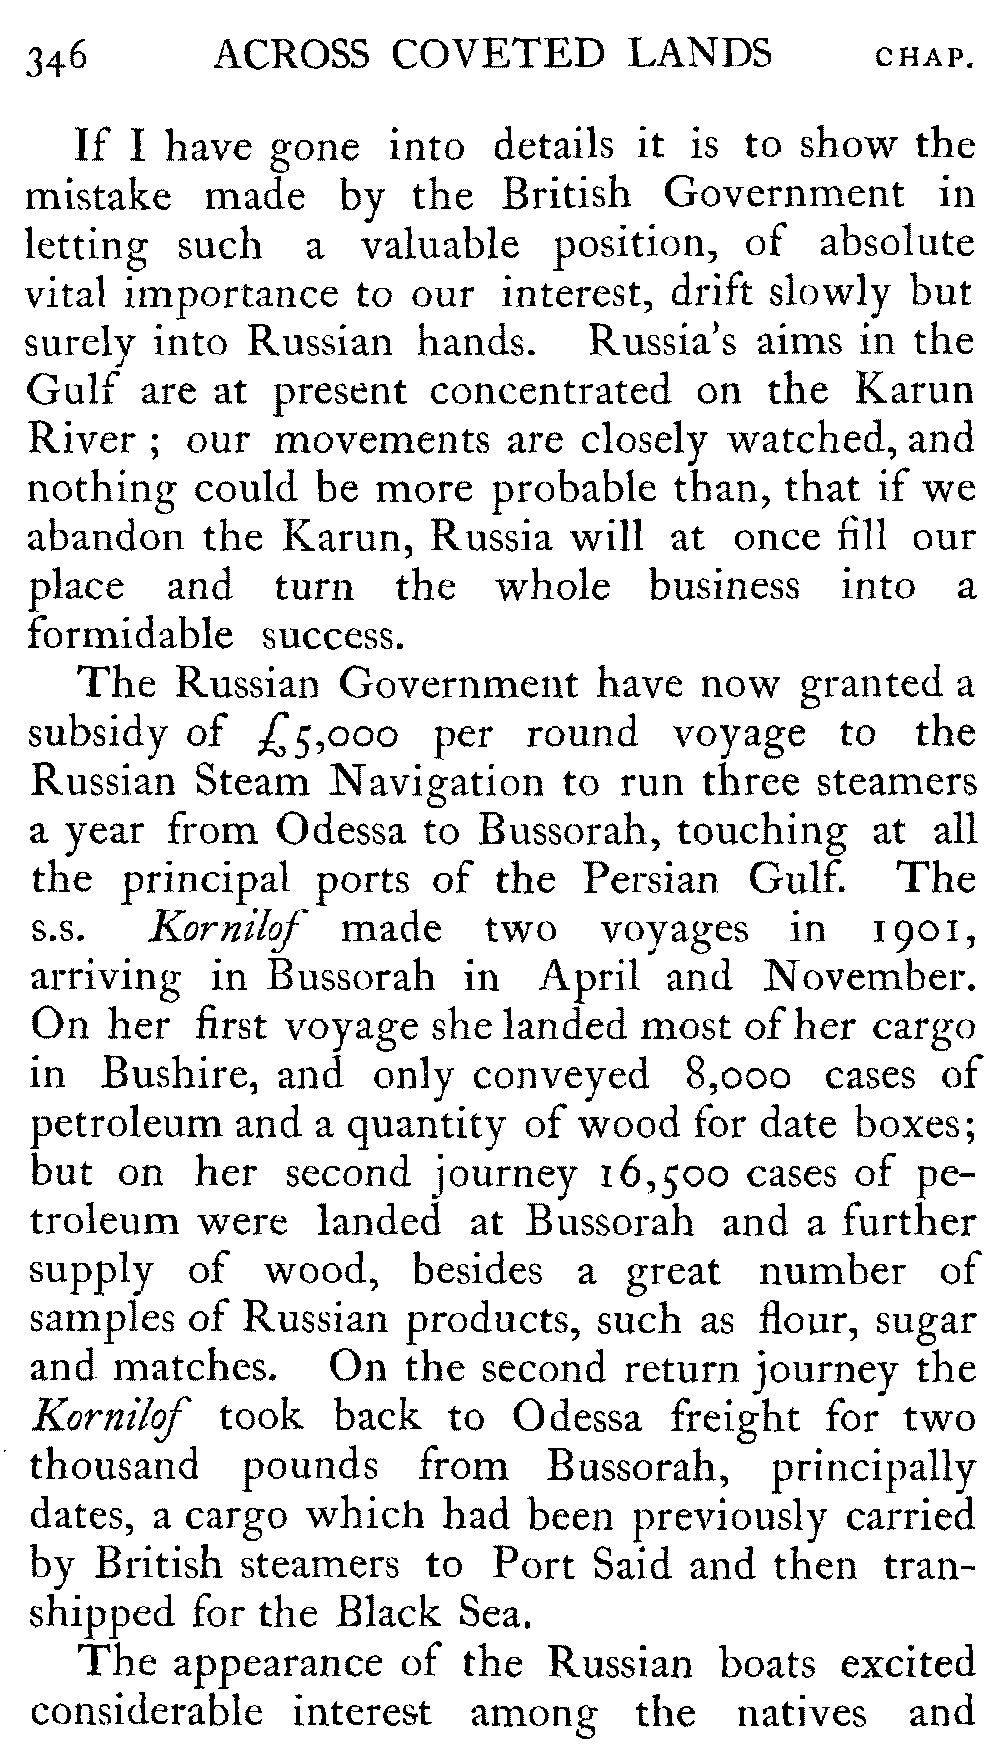 346 ACROSS COVETED LANDS CHAP.
If I have gone into details it is to show the
mistake made by the British Government in
letting such a valuable position, of absolute
vital importance to our interest, drift slowly but
surely into Russian hands. Russia's aims in the
Gulf are at present concentrated on the Karun
River ; our movements are closely watched, and
nothing could be more probable than, that if we
abandon the Karun, Russia will at once fill our
place and turn the whole business into a
formidable success.
The Russian Government have now granted a
subsidy of £5,000 per round voyage to the
Russian Steam Navigation to run three steamers
a year from Odessa to Bussorah, touching at all
the principal ports of the Persian Gulf. The
s.s. Kornilof made two voyages in 1901,
arriving in Bussorah in April and November.
On her first voyage she landed most of her cargo
in Bushire, and only conveyed 8,000 cases of
petroleum and a quantity of wood for date boxes;
but on her second journey 16,500 cases of pe-
troleum were landed at Bussorah and a further
supply of wood, besides a great number of
samples of Russian products, such as flour, sugar
and matches. On the second return journey the
Kornilof took back to Odessa freight for two
thousand pounds from Bussorah, principally
dates, a cargo which had been previously carried
by British steamers to Port Said and then tran-
shipped for the Black Sea.
The appearance of the Russian boats excited
considerable interest among the natives and